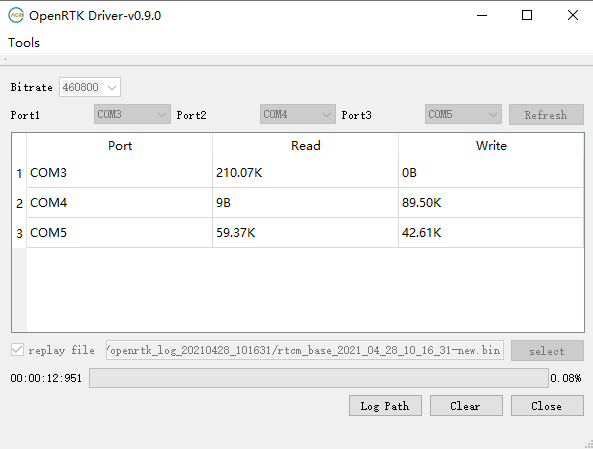 OpenRTK Driver-v0.9.0
Tools
Bitrate 460800
Port1 COM3 Port2 COM4 Port3 COM5 Refresh
Port Read Write
1 COM3 210.07K 0B
2 COM4 9B 89.50K
3 COM5 59.37K 42.61K
replay file /openrtk_log_20210428_101631/rtcm_base_2021_04_28_10_16_31-new.bin select
00:00:12:951 0.08%
Log Path Clear Close